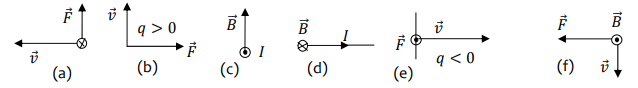 F⃗ v⃗ B⃗ B⃗ I v⃗ F⃗ B⃗
q > 0 I F⃗
v⃗ F⃗ q < 0 v⃗
(a) (b) (c) (d) (e) (f)